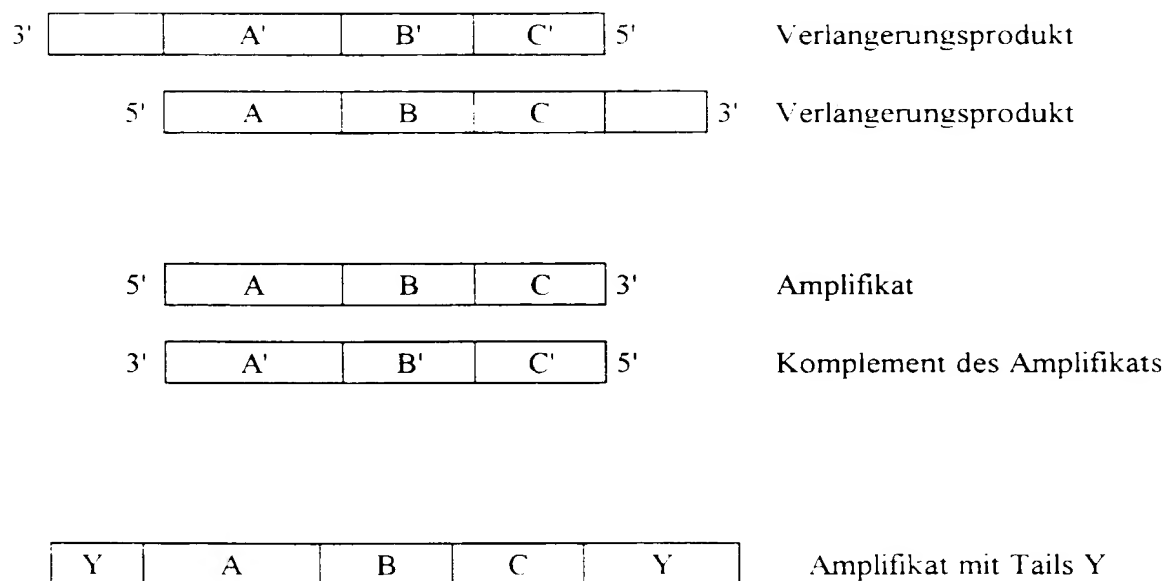 3' A' B' C' 5' Verlangerungsprodukt
5' A B C 3' Verlangerungsprodukt
5' A B C 3' Amplifikat
3' A' B' C' 5' Komplement des Amplifikats
Y A B C Y Amplifikat mit Tails Y